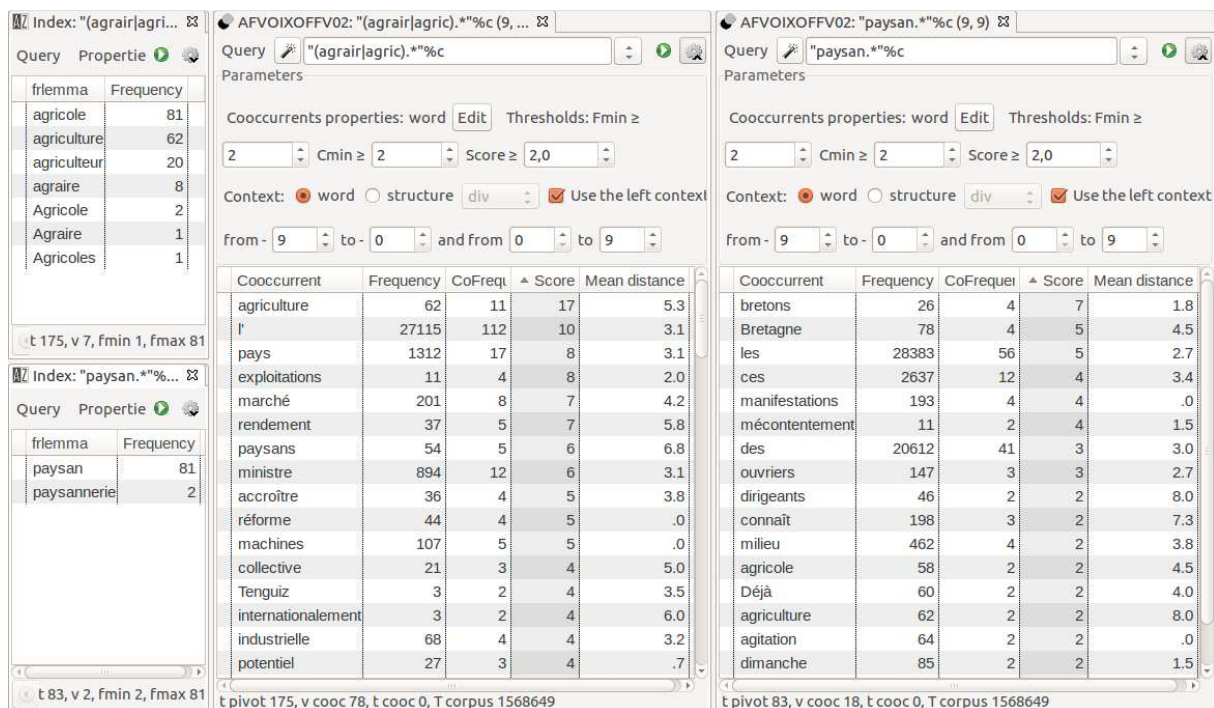 Index: "(agrair|agri...
Query Propertie
frlemma Frequency
agricole 81
agriculture 62
agriculteur 20
agraire 8
Agricole 2
Agraire 1
Agricoles 1
t 175, v 7, fmin 1, fmax 81
Index: "paysan.*"%...
Query Propertie
frlemma Frequency
paysan 81
paysannerie 2
t 83, v 2, fmin 2, fmax 81
AFVOIXOFFV02: "(agrair|agric).*"%c (9, ...
Query "(agrair|agric).*"%c
Parameters
Cooccurrents properties: word Edit Thresholds: Fmin ≥
2 Cmin ≥ 2 Score ≥ 2,0
Context: word structure div Use the left context
from - 9 to - 0 and from 0 to 9
Cooccurrent Frequency CoFrequ Score Mean distance
agriculture 62 11 17 5.3
l' 27115 112 10 3.1
pays 1312 17 8 3.1
exploitations 11 4 8 2.0
marché 201 8 7 4.2
rendement 37 5 7 5.8
paysans 54 5 6 6.8
ministre 894 12 6 3.1
accroître 36 4 5 3.8
réforme 44 4 5 .0
machines 107 5 5 .0
collective 21 3 4 5.0
Tenguiz 3 2 4 3.5
internationalement 3 2 4 6.0
industrielle 68 4 4 3.2
potentiel 27 3 4 .7
t pivot 175, v cooc 78, t cooc 0, T corpus 1568649
AFVOIXOFFV02: "paysan.*"%c (9, 9)
Query "paysan.*"%c
Parameters
Cooccurrents properties: word Edit Thresholds: Fmin ≥
2 Cmin ≥ 2 Score ≥ 2,0
Context: word structure div Use the left context
from - 9 to - 0 and from 0 to 9
Cooccurrent Frequency CoFrequer Score Mean distance
bretons 26 4 7 1.8
Bretagne 78 4 5 4.5
les 28383 56 5 2.7
ces 2637 12 4 3.4
manifestations 193 4 4 .0
mécontentement 11 2 4 1.5
des 20612 41 3 3.0
ouvriers 147 3 3 2.7
dirigeants 46 2 2 8.0
connaît 198 3 2 7.3
milieu 462 4 2 3.8
agricole 58 2 2 4.5
Déjà 60 2 2 4.0
agriculture 62 2 2 8.0
agitation 64 2 2 .0
dimanche 85 2 2 1.5
t pivot 83, v cooc 18, t cooc 0, T corpus 1568649